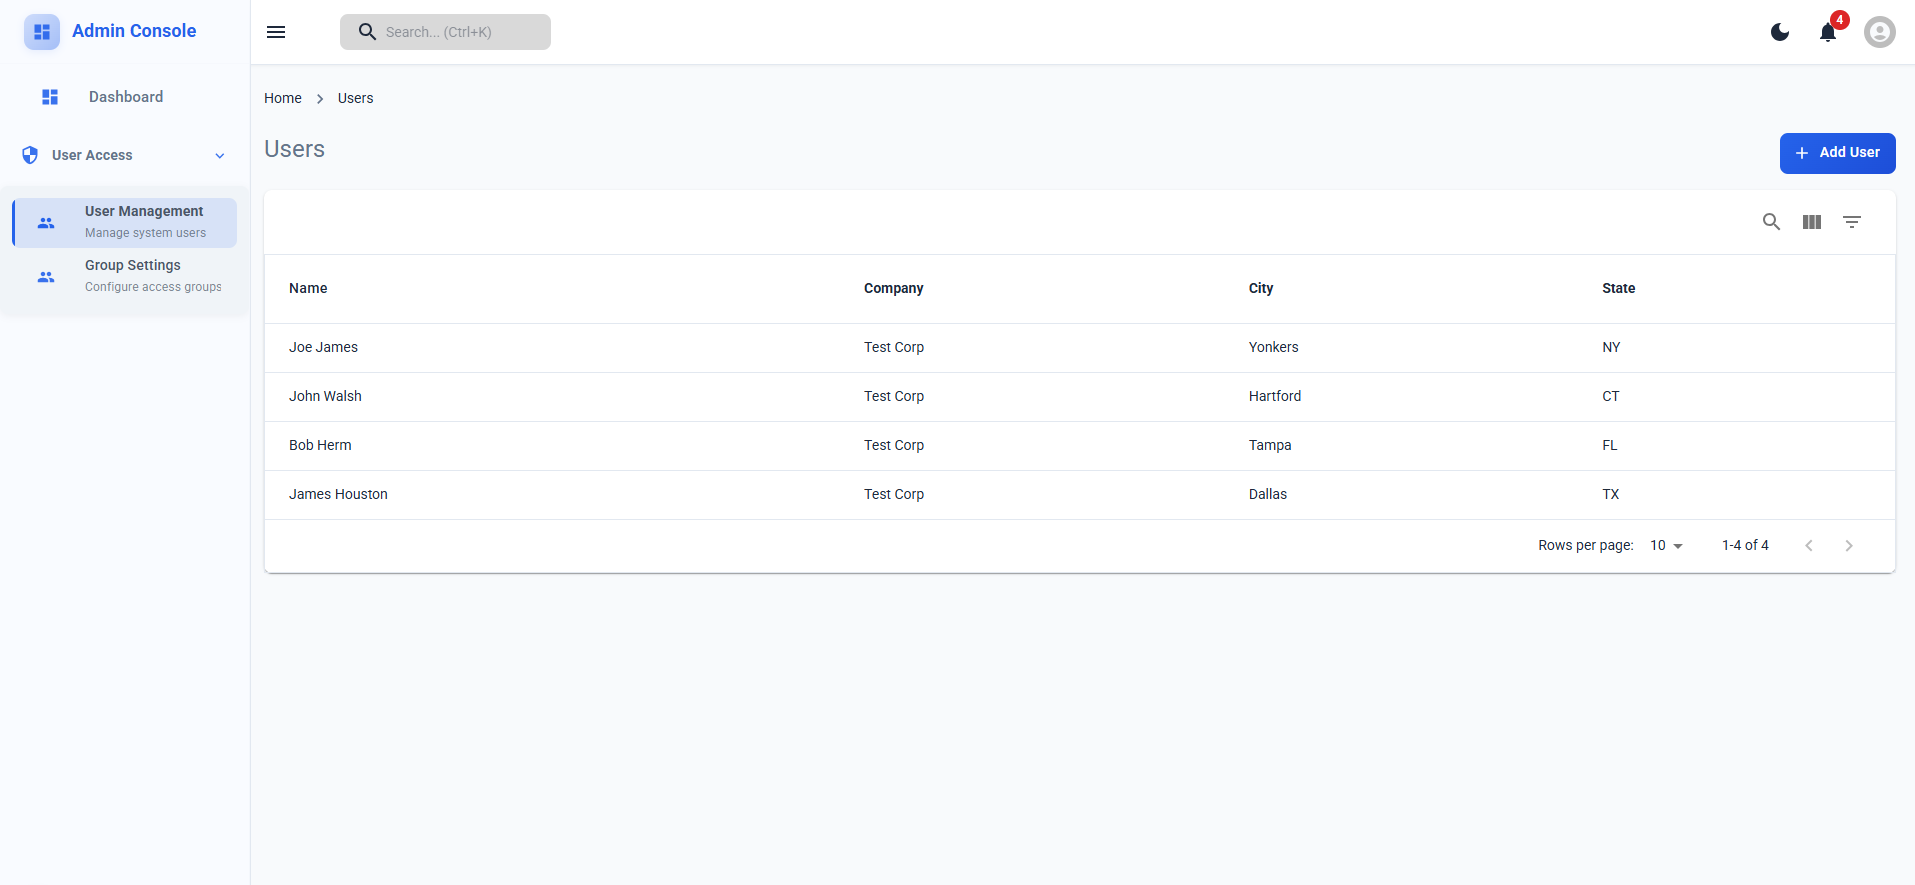 Admin Console
Search... (Ctrl+K)
4
Dashboard
User Access
User Management
Manage system users
Group Settings
Configure access groups
Home > Users
Users
+ Add User
Name Company City State
Joe James Test Corp Yonkers NY
John Walsh Test Corp Hartford CT
Bob Herm Test Corp Tampa FL
James Houston Test Corp Dallas TX
Rows per page: 10 1-4 of 4